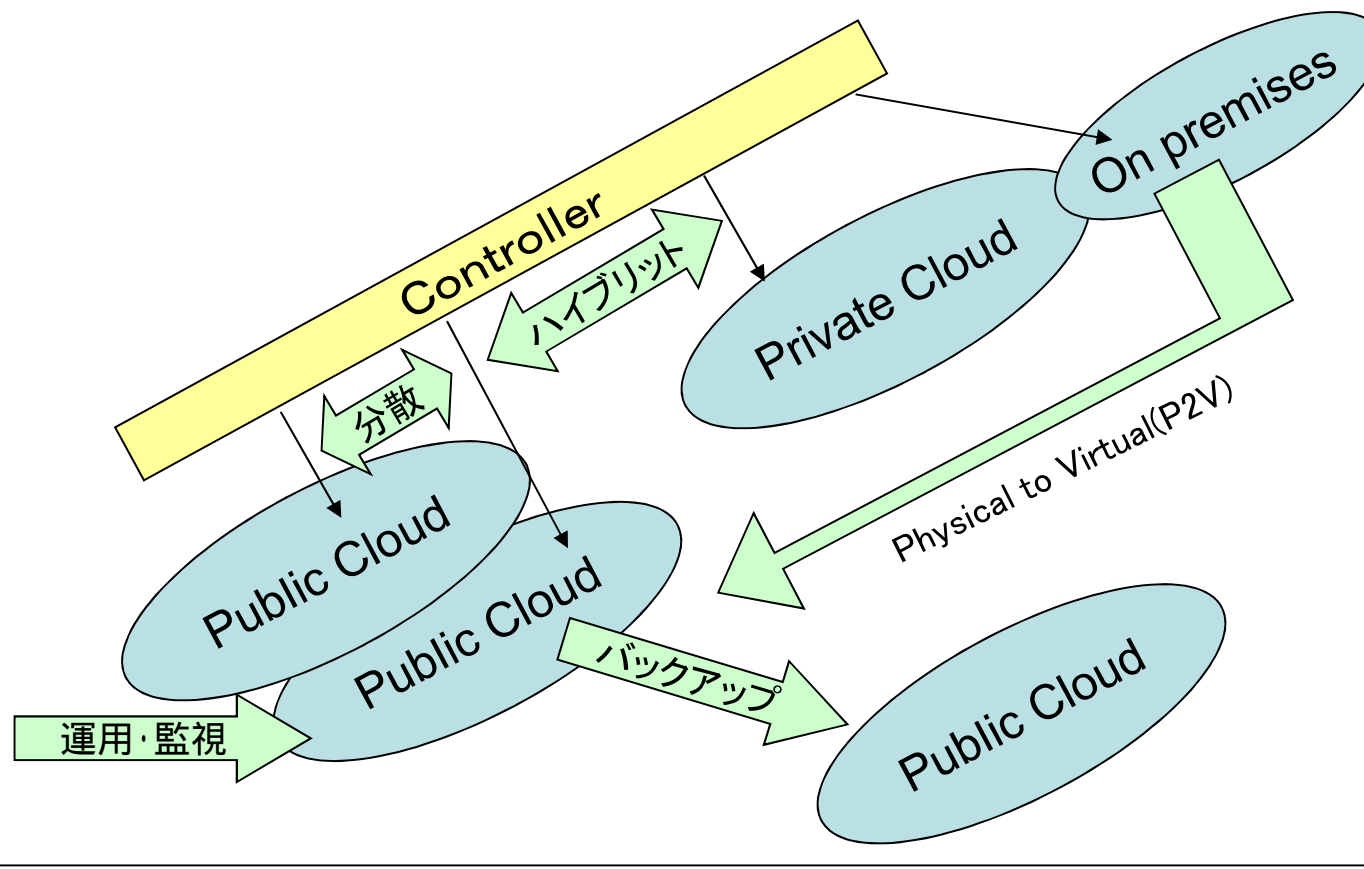 On premises
Controller
ハイブリット
Private Cloud
分散
Physical to Virtual(P2V)
Public Cloud
Public Cloud
バックアップ
Public Cloud
運用·監視